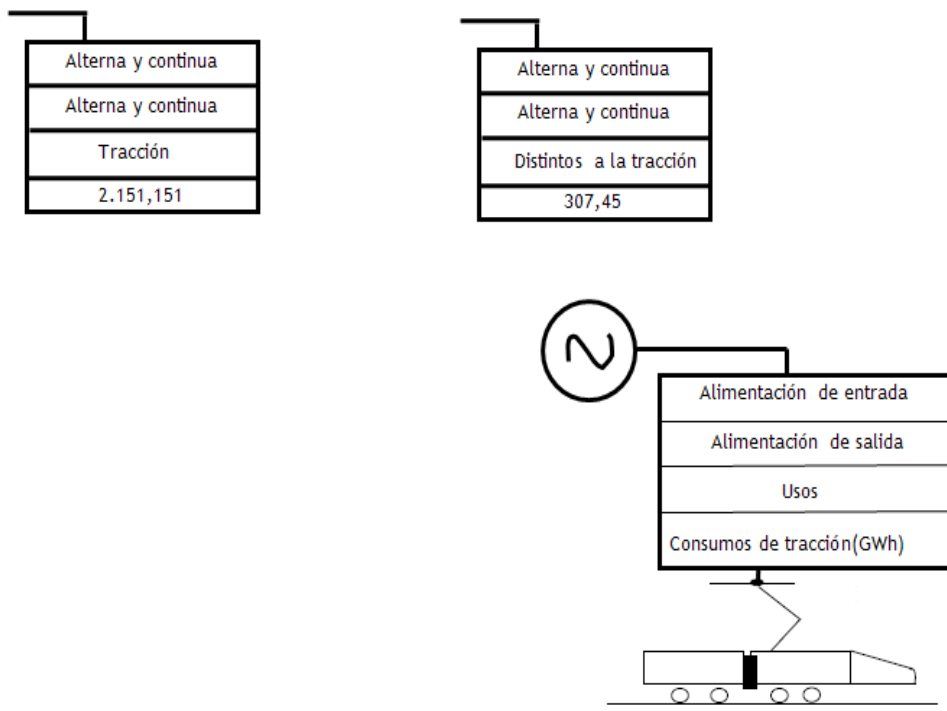 Alterna y continua
Alterna y continua
Tracción
2.151,151
Alterna y continua
Alterna y continua
Distintos a la tracción
307,45
Alimentación de entrada
Alimentación de salida
Usos
Consumos de tracción(GWh)